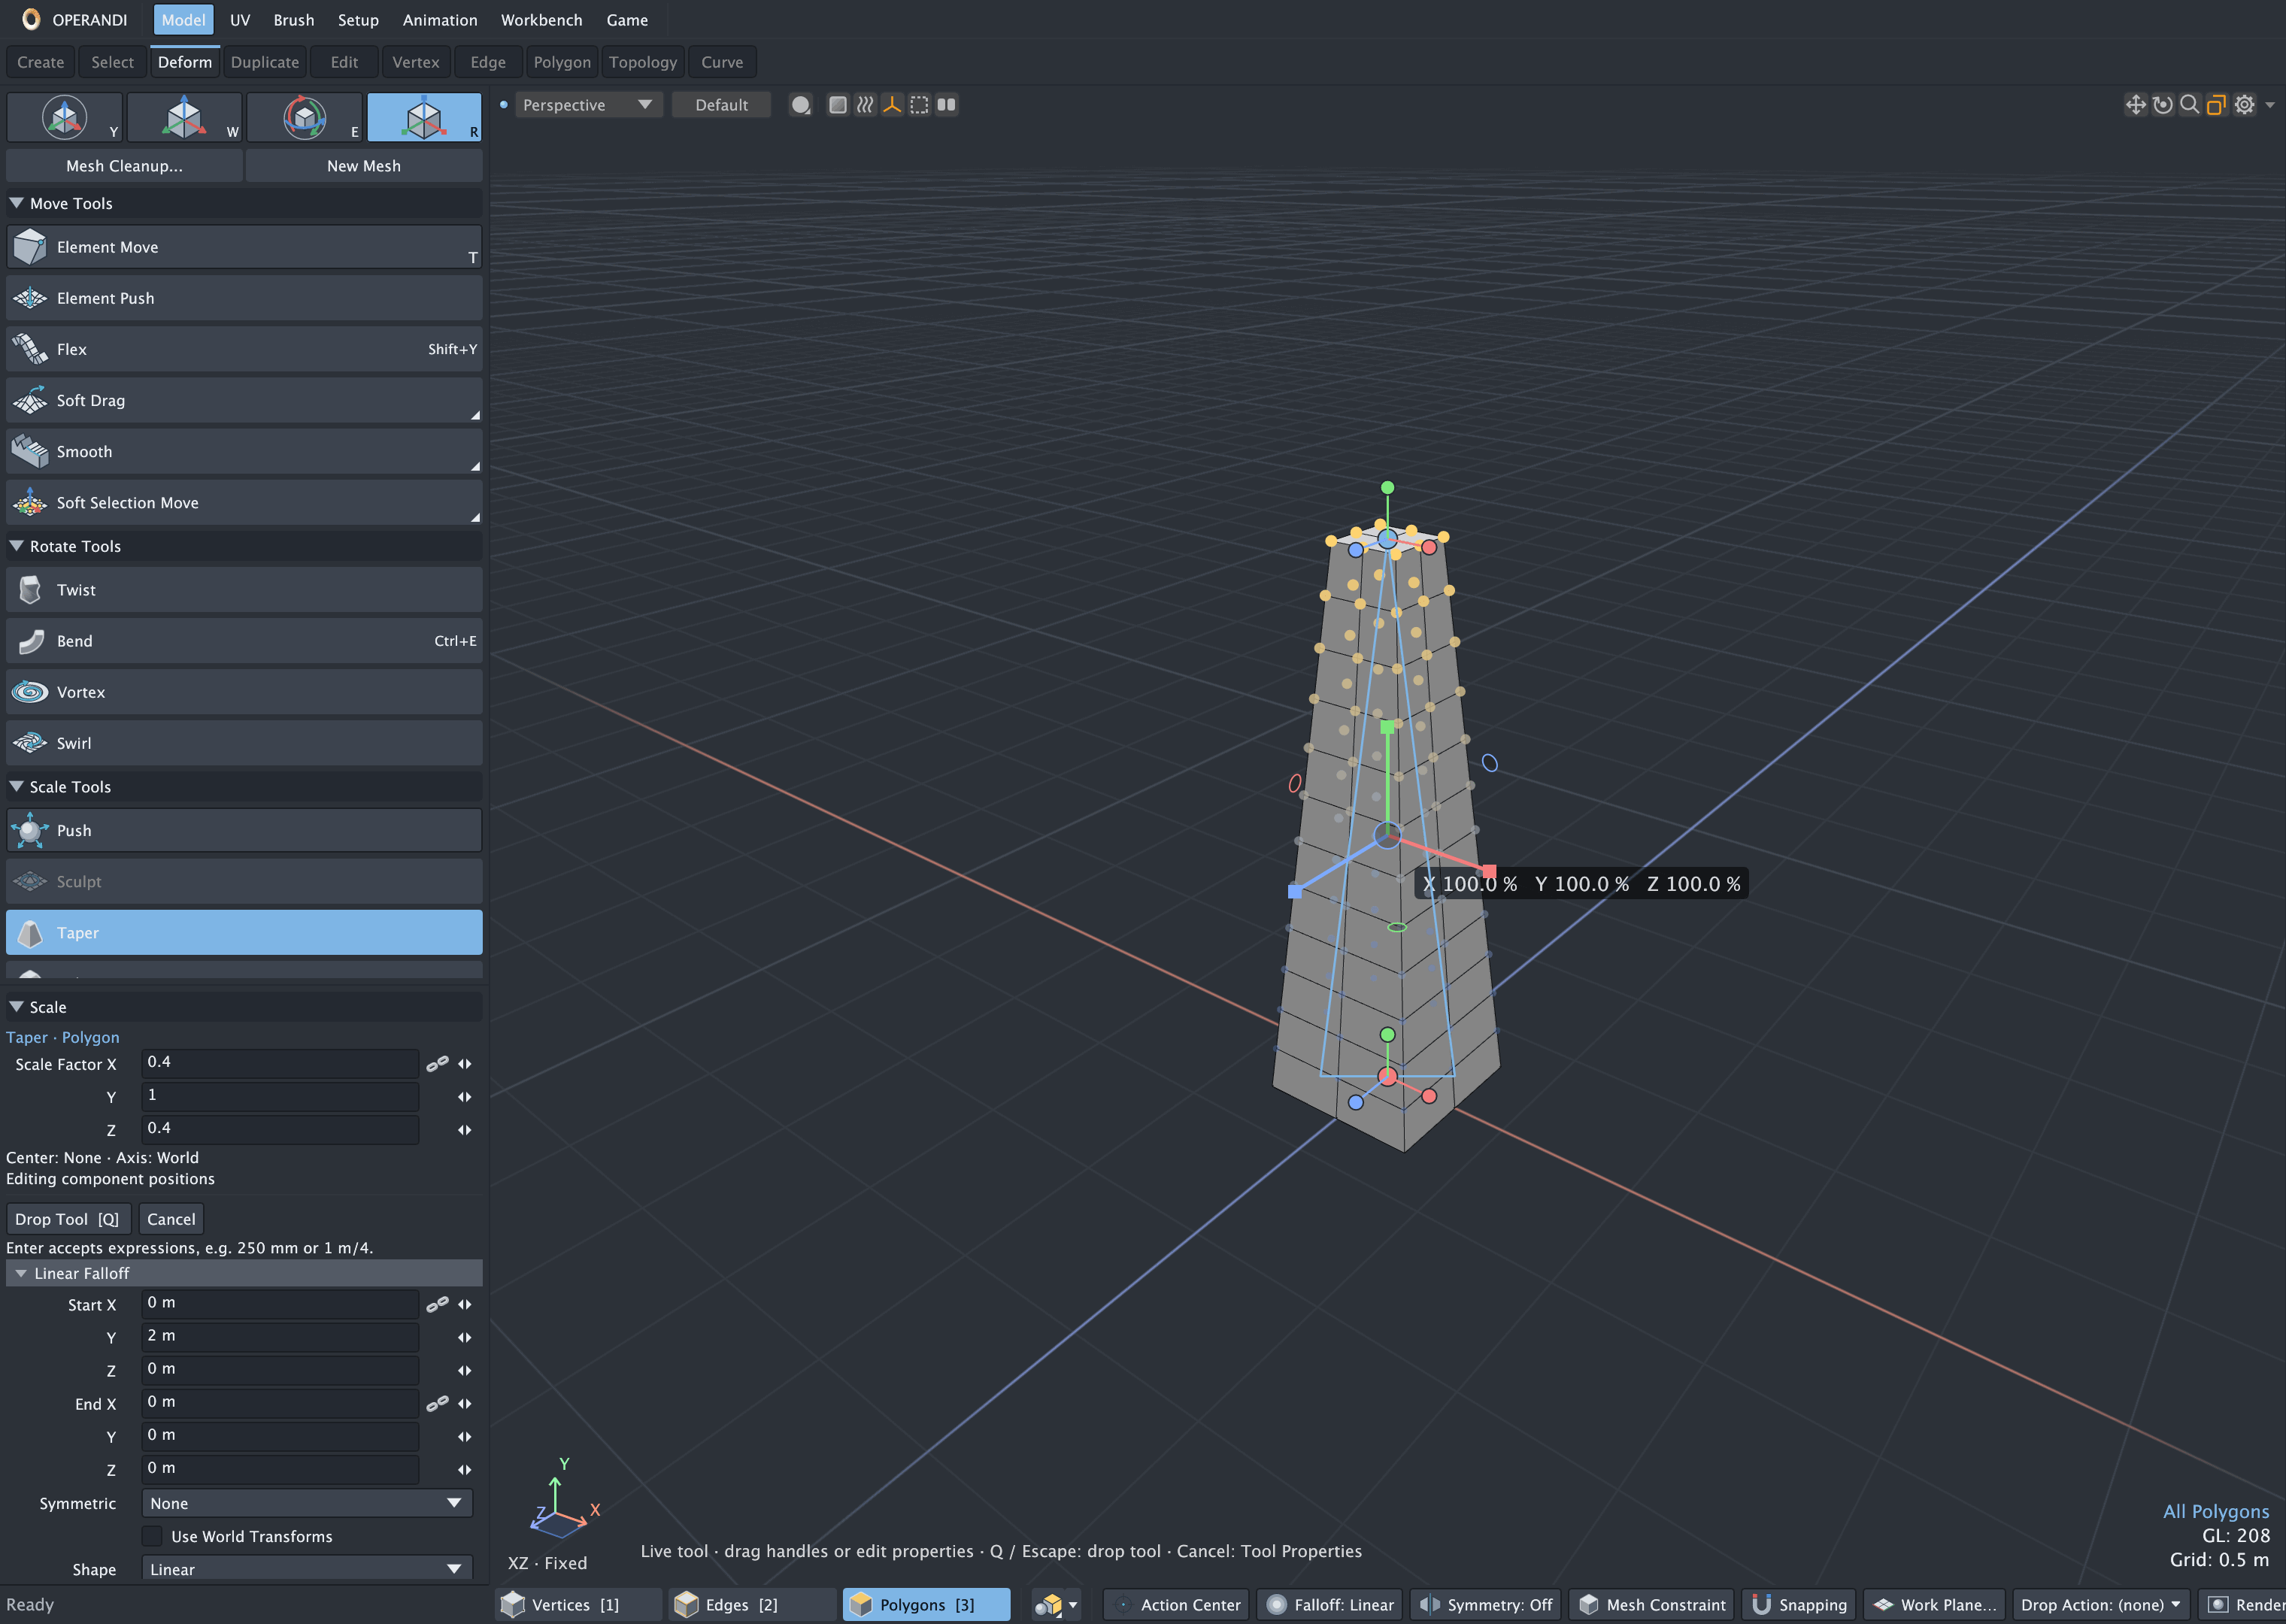 OPERANDI Model UV Brush Setup Animation Workbench Game
Create Select Deform Duplicate Edit Vertex Edge Polygon Topology Curve
Y W E R
Perspective Default
Mesh Cleanup... New Mesh
Move Tools
Element Move T
Element Push
Flex Shift+Y
Soft Drag
Smooth
Soft Selection Move
Rotate Tools
Twist
Bend Ctrl+E
Vortex
Swirl
Scale Tools
Push
Sculpt
Taper
X 100.0 % Y 100.0 % Z 100.0 %
Scale
Taper · Polygon
Scale Factor X 0.4
Y 1
Z 0.4
Center: None · Axis: World
Editing component positions
Drop Tool [Q] Cancel
Enter accepts expressions, e.g. 250 mm or 1 m/4.
Linear Falloff
Start X 0 m
Y 2 m
Z 0 m
End X 0 m
Y 0 m
Z 0 m
Symmetric None
Use World Transforms
Shape Linear
Y
Z X
XZ · Fixed
Live tool · drag handles or edit properties · Q / Escape: drop tool · Cancel: Tool Properties
All Polygons
GL: 208
Grid: 0.5 m
Ready Vertices [1] Edges [2] Polygons [3] Action Center Falloff: Linear Symmetry: Off Mesh Constraint Snapping Work Plane... Drop Action: (none) Render